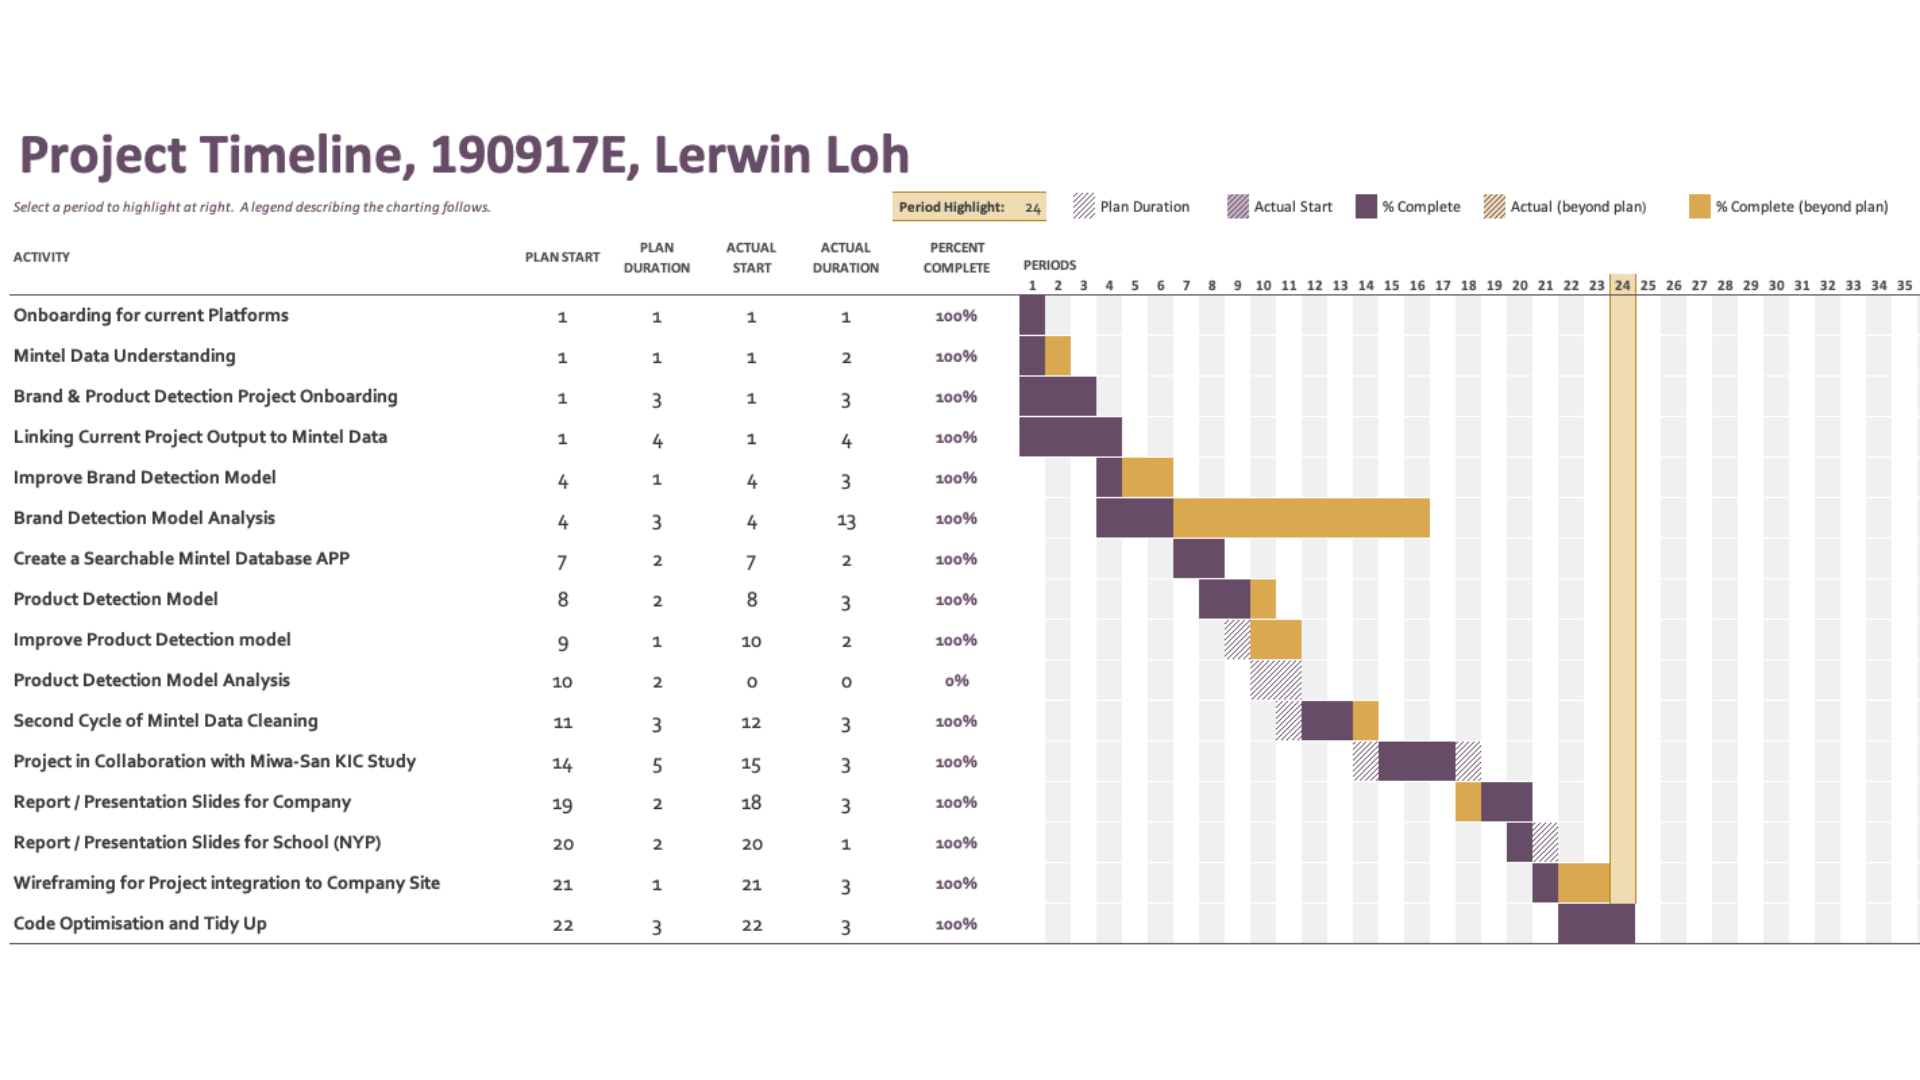 Project Timeline, 190917E, Lerwin Loh
Select a period to highlight at right. A legend describing the charting follows.
Period Highlight: 24 Plan Duration Actual Start % Complete Actual (beyond plan) % Complete (beyond plan)
ACTIVITY PLAN START PLAN DURATION ACTUAL START ACTUAL DURATION PERCENT COMPLETE PERIODS
1 2 3 4 5 6 7 8 9 10 11 12 13 14 15 16 17 18 19 20 21 22 23 24 25 26 27 28 29 30 31 32 33 34 35
Onboarding for current Platforms 1 1 1 1 100%
Mintel Data Understanding 1 1 1 2 100%
Brand & Product Detection Project Onboarding 1 3 1 3 100%
Linking Current Project Output to Mintel Data 1 4 1 4 100%
Improve Brand Detection Model 4 1 4 3 100%
Brand Detection Model Analysis 4 3 4 13 100%
Create a Searchable Mintel Database APP 7 2 7 2 100%
Product Detection Model 8 2 8 3 100%
Improve Product Detection model 9 1 10 2 100%
Product Detection Model Analysis 10 2 0 0 0%
Second Cycle of Mintel Data Cleaning 11 3 12 3 100%
Project in Collaboration with Miwa-San KIC Study 14 5 15 3 100%
Report / Presentation Slides for Company 19 2 18 3 100%
Report / Presentation Slides for School (NYP) 20 2 20 1 100%
Wireframing for Project integration to Company Site 21 1 21 3 100%
Code Optimisation and Tidy Up 22 3 22 3 100%